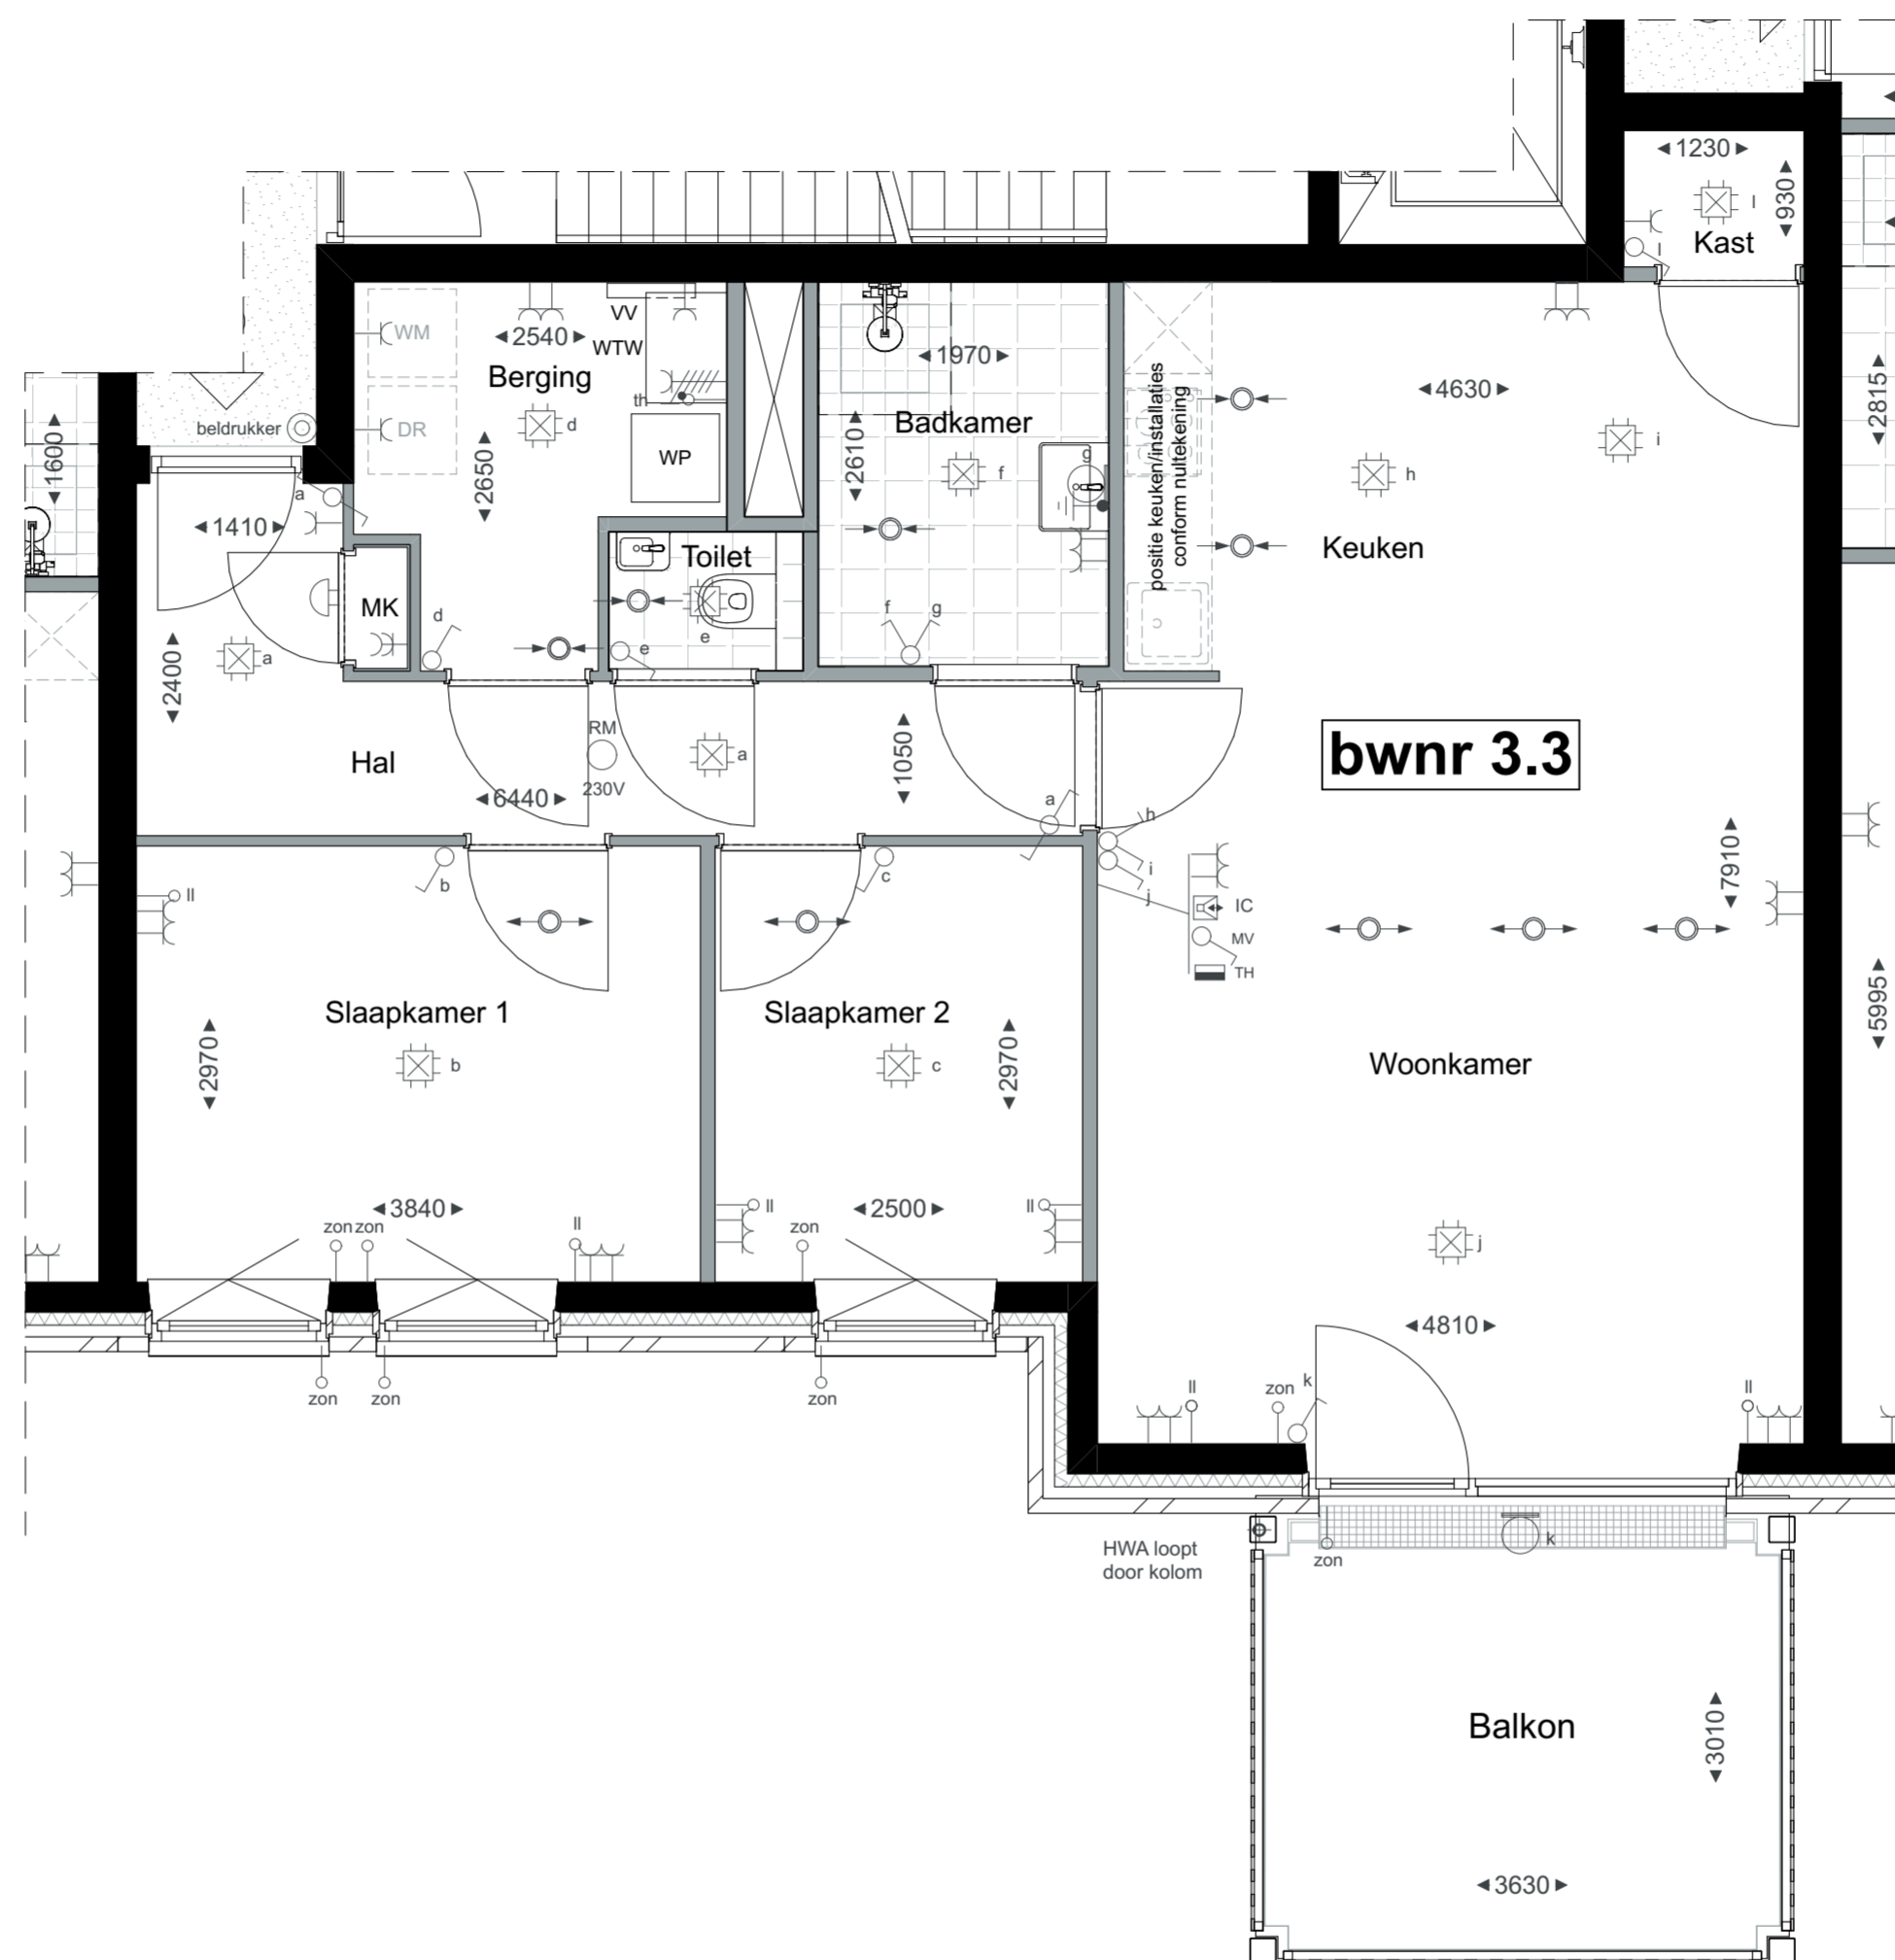 1230
930
l
Kast
l
VV
WTW
2540
Berging
WM
th
d
DR
2650
WP
1970
Badkamer
2610
f
g
positie keuken/installaties
conform nultekening
4630
i
h
Keuken
2815
1600
beldrukker
a
1410
MK
2400
a
d
Toilet
e
e
f
g
Hal
RM
230V
6440
a
1050
a
bwnr 3.3
h
i
j
IC
MV
TH
7910
5995
ll
b
c
Slaapkamer 1
2970
b
Slaapkamer 2
2970
c
Woonkamer
3840
zon
zon
ll
ll
2500
zon
ll
j
4810
zon
zon
zon
ll
zon
k
ll
HWA loopt
door kolom
zon
k
Balkon
3010
3630